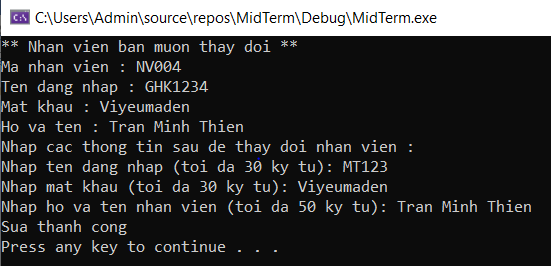 C:\Users\Admin\source\repos\MidTerm\Debug\MidTerm.exe
** Nhan vien ban muon thay doi **
Ma nhan vien : NV004
Ten dang nhap : GHK1234
Mat khau : Viyeumaden
Ho va ten : Tran Minh Thien
Nhap cac thong tin sau de thay doi nhan vien :
Nhap ten dang nhap (toi da 30 ky tu): MT123
Nhap mat khau (toi da 30 ky tu): Viyeumaden
Nhap ho va ten nhan vien (toi da 50 ky tu): Tran Minh Thien
Sua thanh cong
Press any key to continue . . .